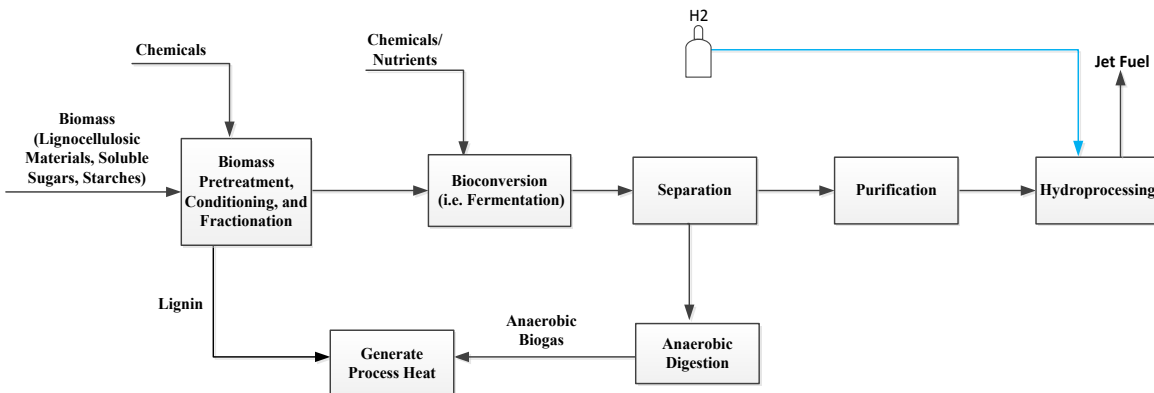 H2
Chemicals
Chemicals/
Nutrients
Jet Fuel
Biomass
(Lignocellulosic
Materials, Soluble
Sugars, Starches)
Biomass
Pretreatment,
Conditioning, and
Fractionation
Bioconversion
(i.e. Fermentation)
Separation
Purification
Hydroprocessing
Lignin
Anaerobic
Biogas
Generate
Process Heat
Anaerobic
Digestion